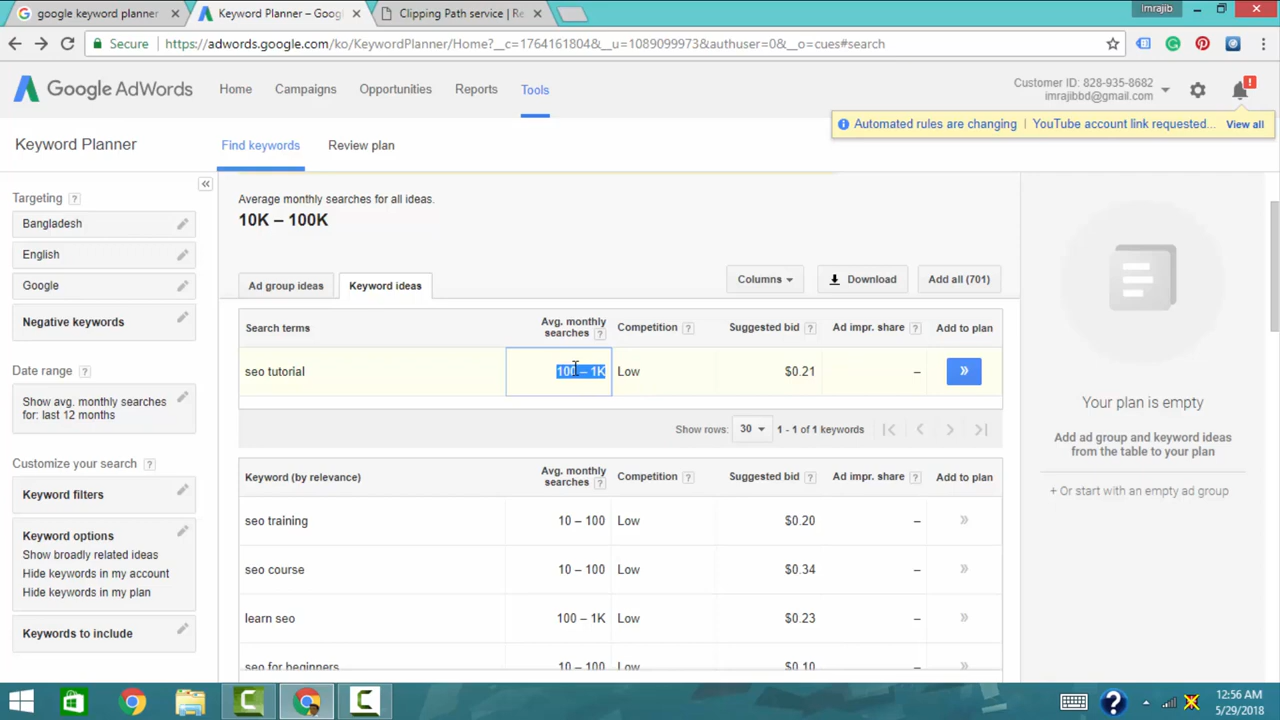 google keyword planner
Keyword Planner – Goog
Clipping Path service | Re
Imrajib
Secure
https://adwords.google.com/ko/KeywordPlanner/Home?__c=1764161804&__u=1089099973&authuser=0&__o=cues#search
Google AdWords
Home
Campaigns
Opportunities
Reports
Tools
Customer ID: 828-935-8682
imrajibbd@gmail.com
Automated rules are changing
YouTube account link requested...
View all
Keyword Planner
Find keywords
Review plan
Targeting ?
Bangladesh
English
Google
Negative keywords
Date range ?
Show avg. monthly searches
for: last 12 months
Customize your search ?
Keyword filters
Keyword options
Show broadly related ideas
Hide keywords in my account
Hide keywords in my plan
Keywords to include
Average monthly searches for all ideas.
10K – 100K
Ad group ideas
Keyword ideas
Columns
Download
Add all (701)
Search terms
Avg. monthly
searches ?
Competition ?
Suggested bid ?
Ad impr. share ?
Add to plan
seo tutorial
100 – 1K
Low
$0.21
–
»
Show rows:
30
1 - 1 of 1 keywords
Keyword (by relevance)
Avg. monthly
searches ?
Competition ?
Suggested bid ?
Ad impr. share ?
Add to plan
seo training
10 – 100
Low
$0.20
–
»
seo course
10 – 100
Low
$0.34
–
»
learn seo
100 – 1K
Low
$0.23
–
»
seo for beginners
10 – 100
Low
$0.10
–
»
Your plan is empty
Add ad group and keyword ideas
from the table to your plan
+ Or start with an empty ad group
12:56 AM
5/29/2018